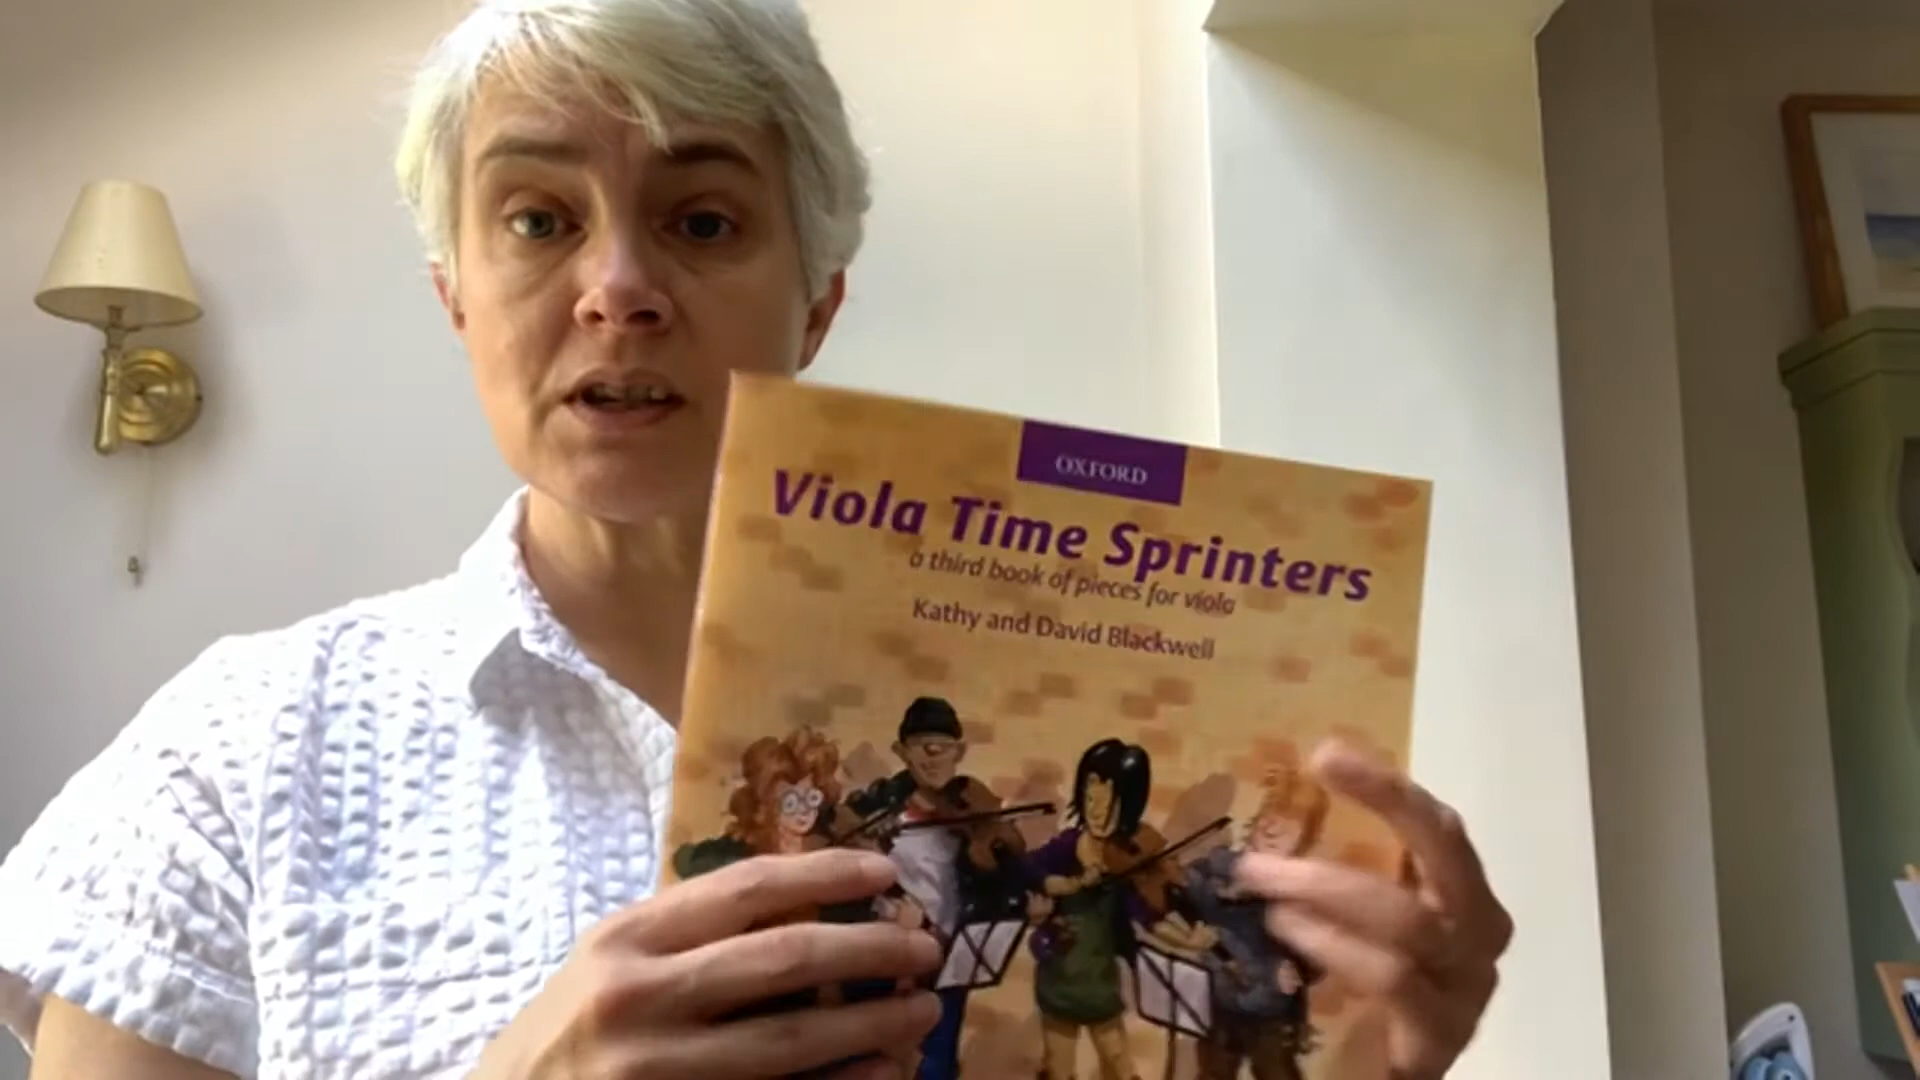 OXFORD
Viola Time Sprinters
a third book of pieces for viola
Kathy and David Blackwell